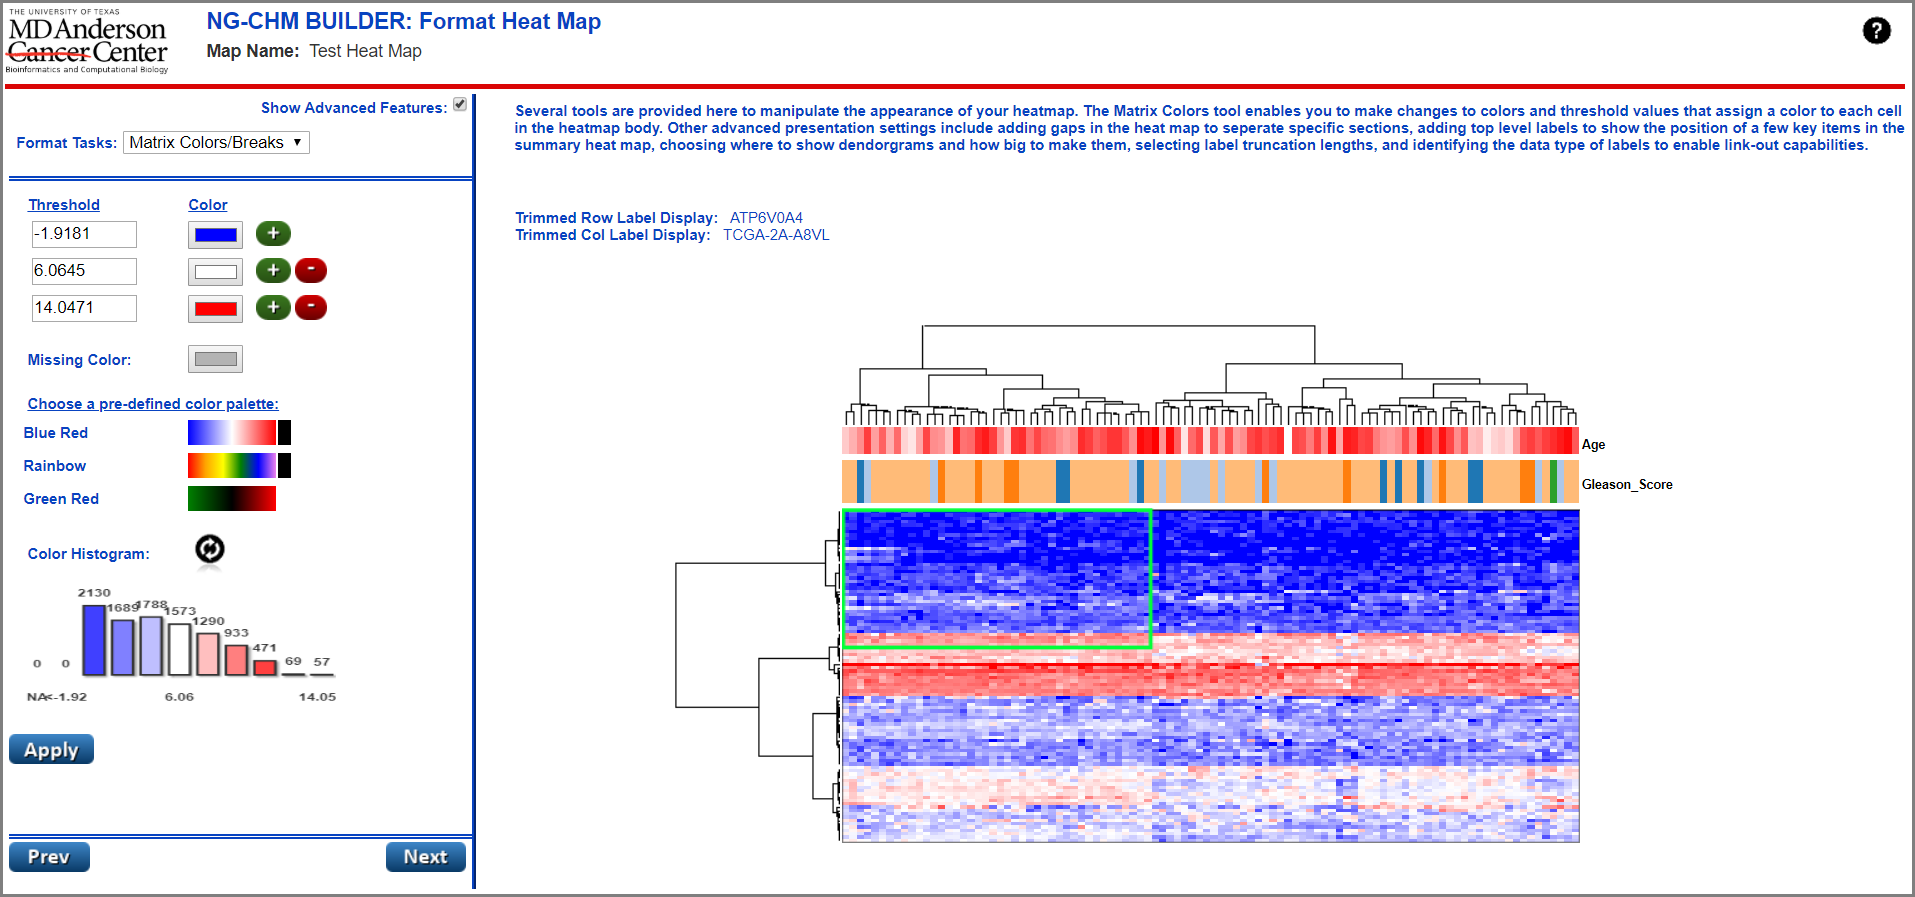 THE UNIVERSITY OF TEXAS
MD Anderson
Cancer Center
Bioinformatics and Computational Biology
NG-CHM BUILDER: Format Heat Map
Map Name: Test Heat Map
?
Show Advanced Features:
Format Tasks: Matrix Colors/Breaks
Several tools are provided here to manipulate the appearance of your heatmap. The Matrix Colors tool enables you to make changes to colors and threshold values that assign a color to each cell
in the heatmap body. Other advanced presentation settings include adding gaps in the heat map to seperate specific sections, adding top level labels to show the position of a few key items in the
summary heat map, choosing where to show dendorgrams and how big to make them, selecting label truncation lengths, and identifying the data type of labels to enable link-out capabilities.
Threshold Color
-1.9181 +
6.0645 + -
14.0471 + -
Missing Color:
Choose a pre-defined color palette:
Blue Red
Rainbow
Green Red
Color Histogram:
0 0 2130 1689 1788 1573 1290 933 471 69 57
NA <-1.92 6.06 14.05
Apply
Prev Next
Trimmed Row Label Display: ATP6V0A4
Trimmed Col Label Display: TCGA-2A-A8VL
Age
Gleason_Score